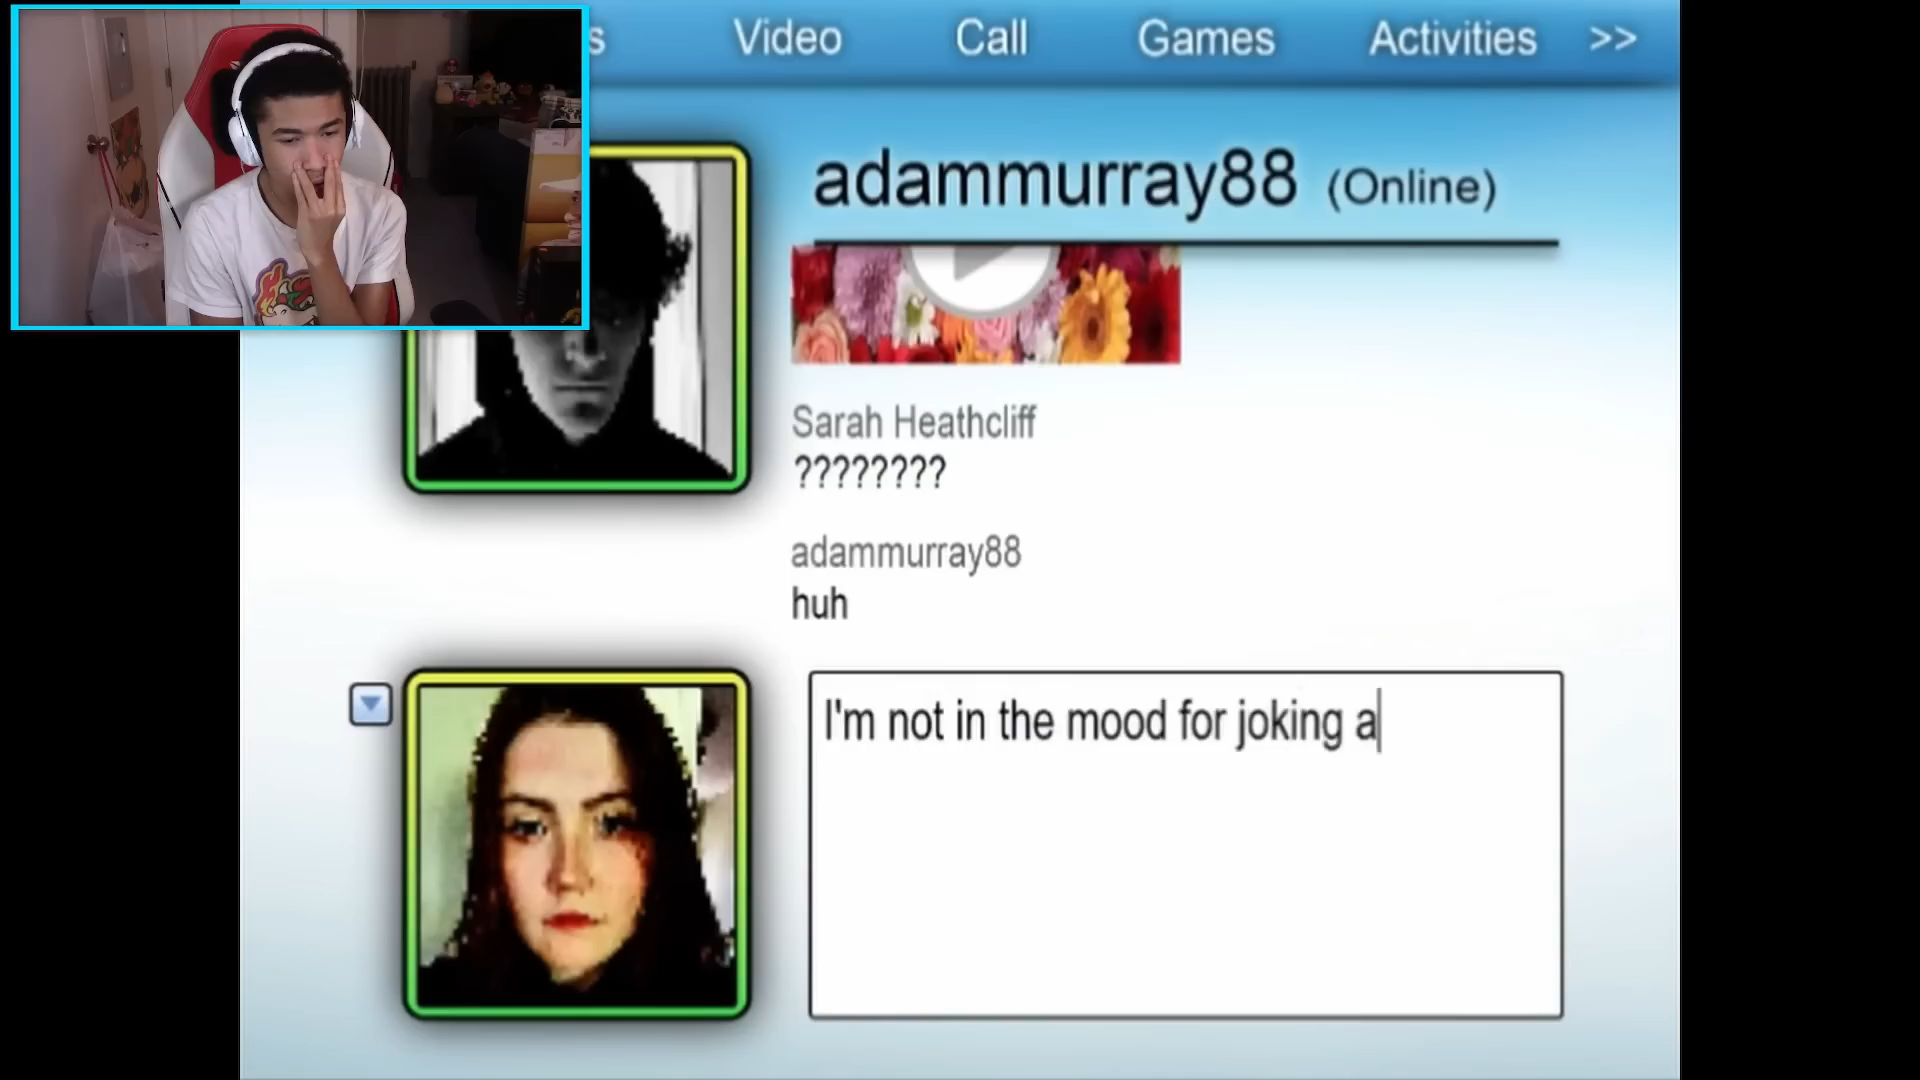 s Video Call Games Activities >>
adammurray88 (Online)
Sarah Heathcliff
????????
adammurray88
huh
I'm not in the mood for joking a